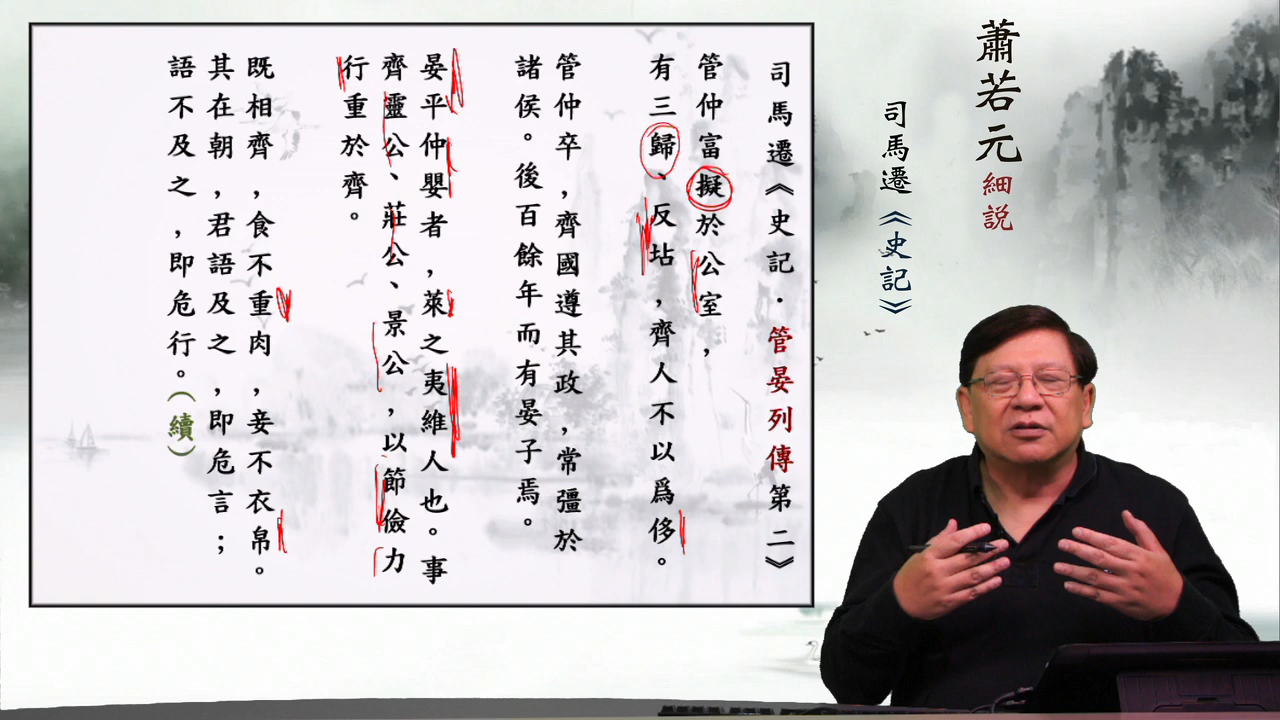 蕭若元細説
司馬遷《史記》
司馬遷《史記．管晏列傳第二》
管仲富擬於公室，
有三歸、反坫，齊人不以爲侈。
管仲卒，齊國遵其政，常彊於
諸侯。後百餘年而有晏子焉。
晏平仲嬰者，萊之夷維人也。事
齊靈公、莊公、景公，以節儉力
行重於齊。
既相齊，食不重肉，妾不衣帛。
其在朝，君語及之，即危言；
語不及之，即危行。（續）